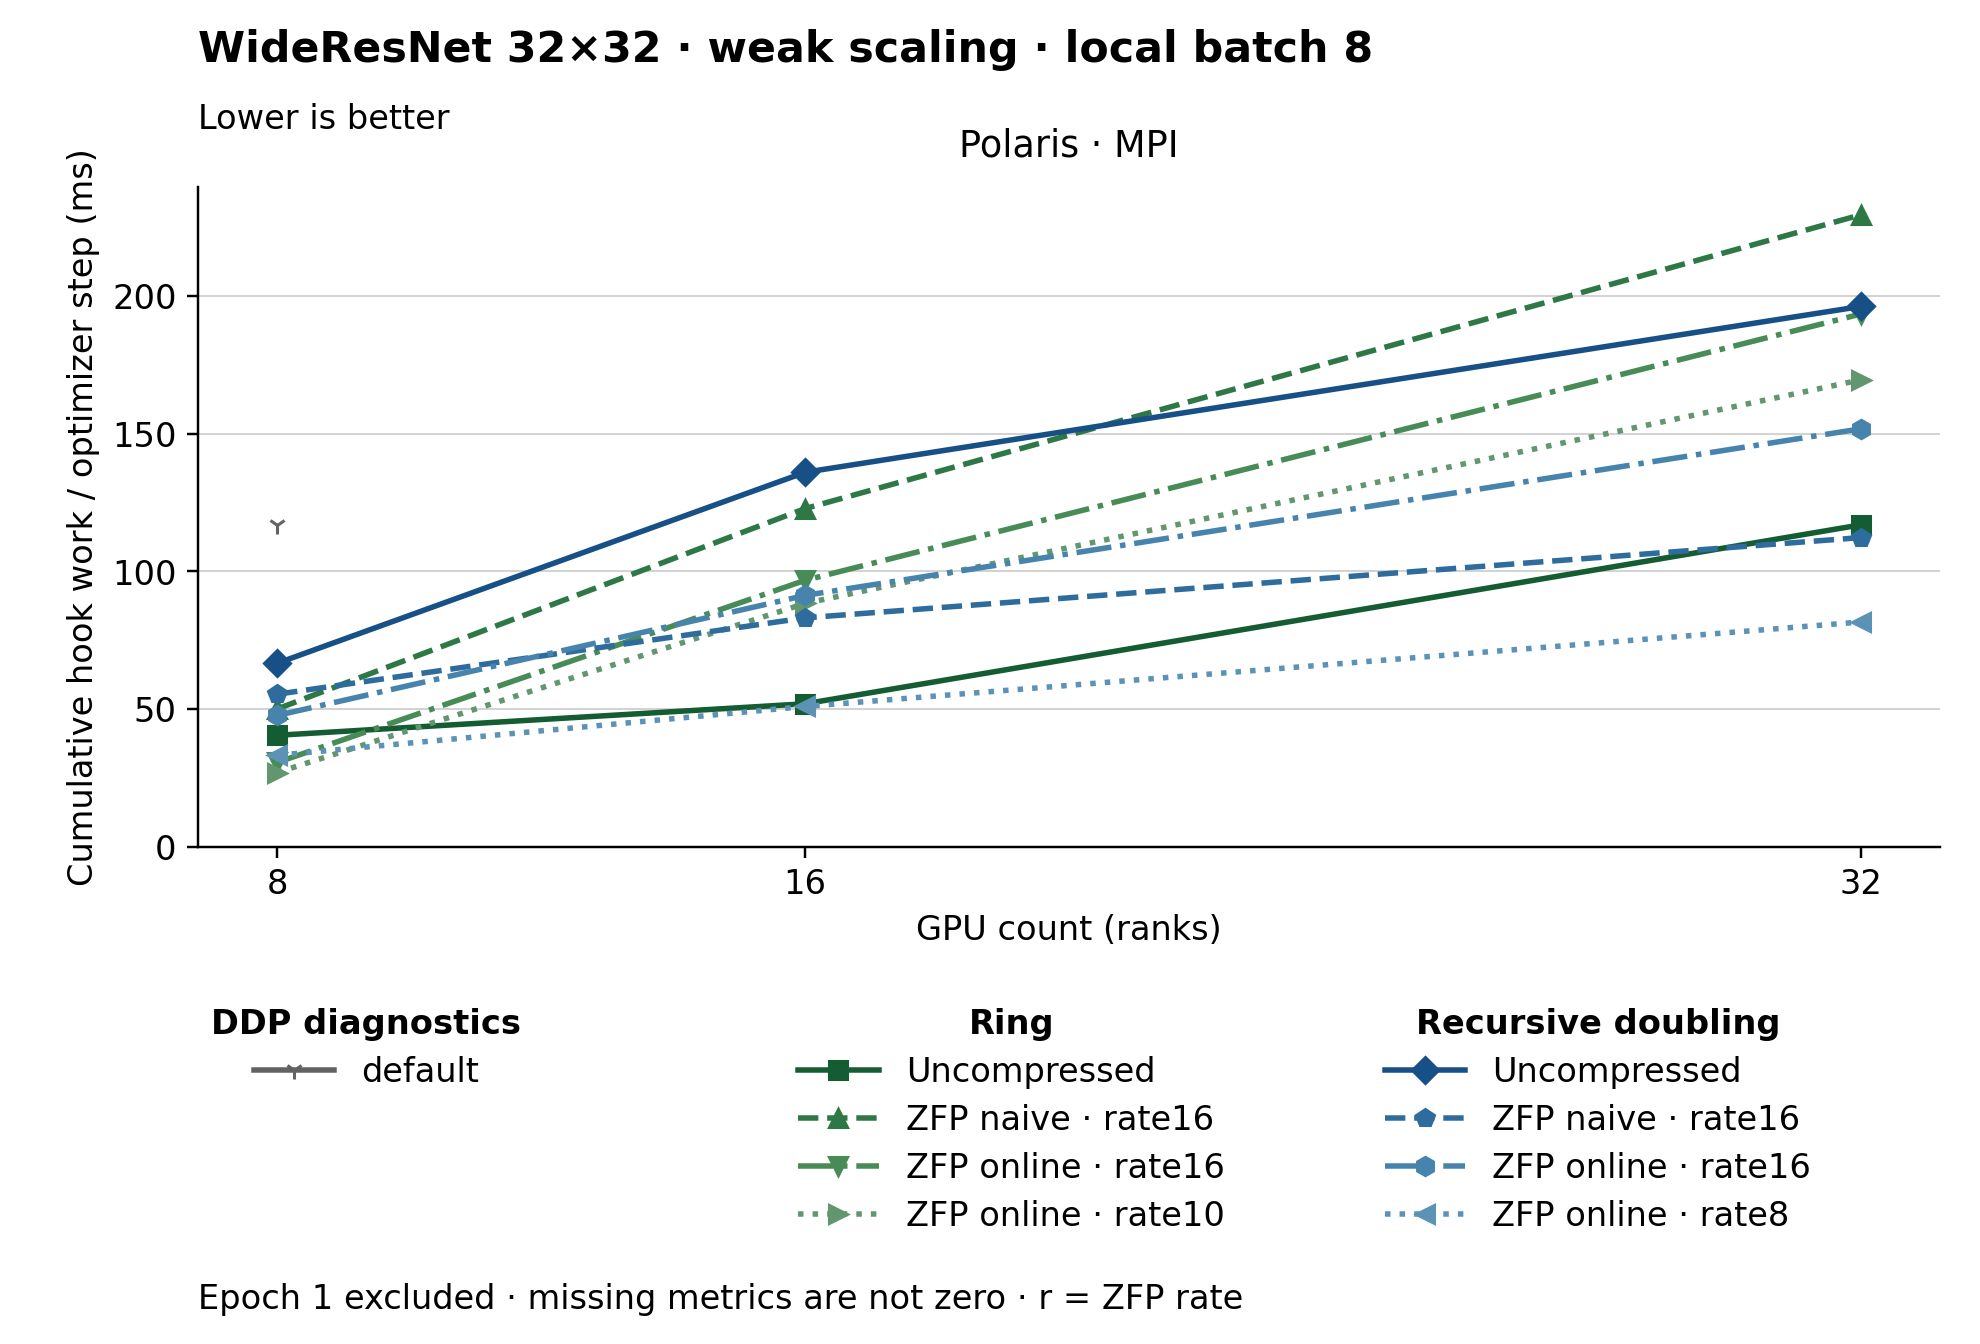 WideResNet 32×32 · weak scaling · local batch 8
Lower is better
Polaris · MPI
Cumulative hook work / optimizer step (ms)
200
150
100
50
0
8 16 32
GPU count (ranks)
DDP diagnostics
default
Ring
Uncompressed
ZFP naive · rate16
ZFP online · rate16
ZFP online · rate10
Recursive doubling
Uncompressed
ZFP naive · rate16
ZFP online · rate16
ZFP online · rate8
Epoch 1 excluded · missing metrics are not zero · r = ZFP rate